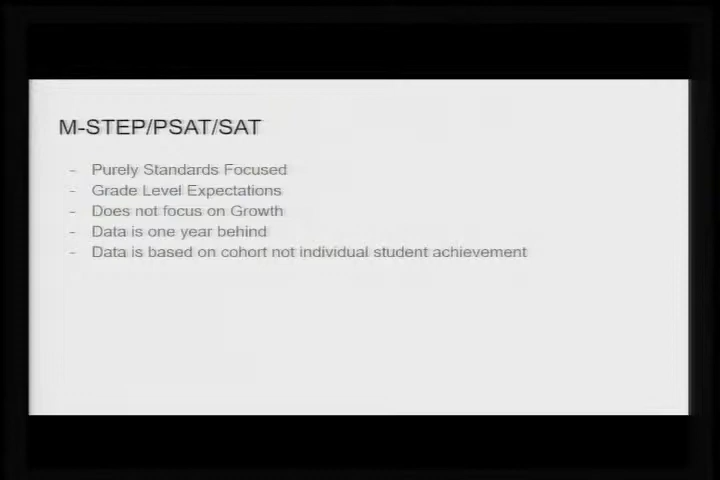 M-STEP/PSAT/SAT
- Purely Standards Focused
- Grade Level Expectations
- Does not focus on Growth
- Data is one year behind
- Data is based on cohort not individual student achievement